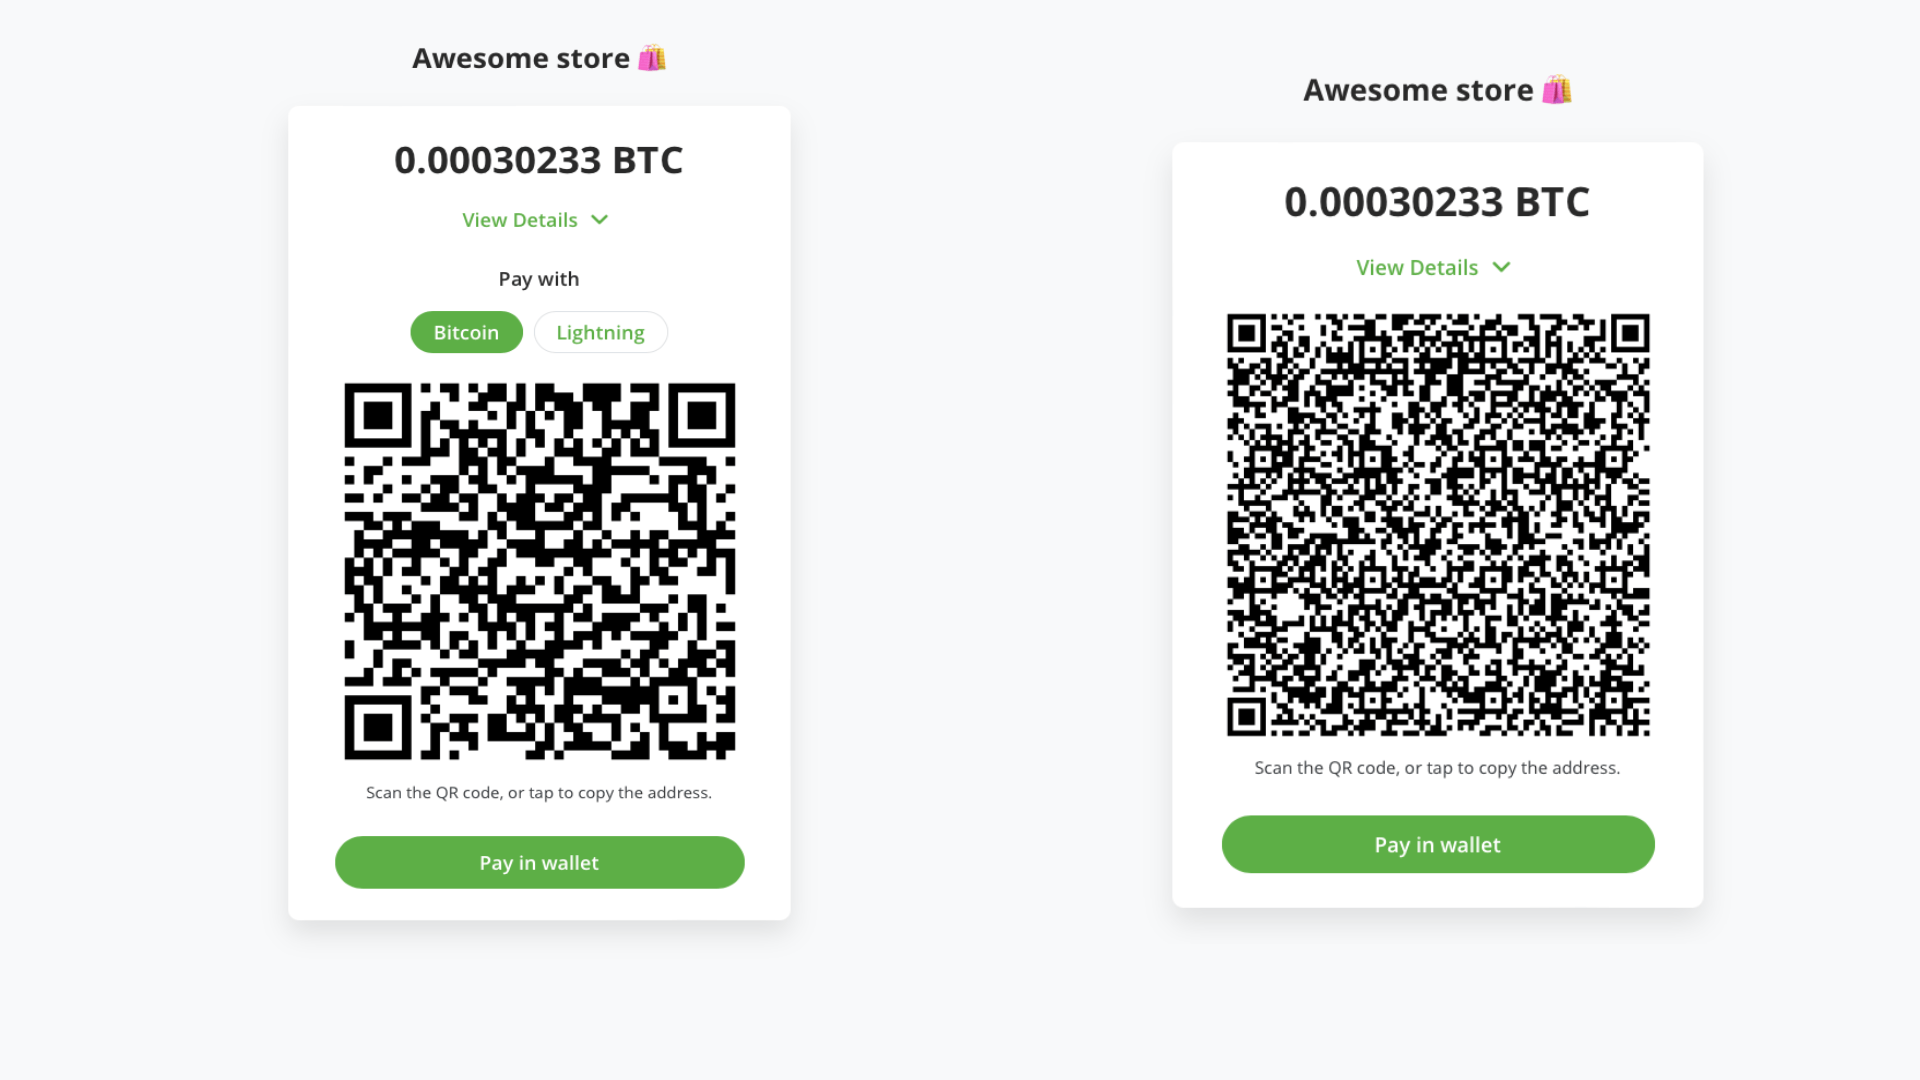 Awesome store 🛍️
0.00030233 BTC
View Details
Pay with
Bitcoin
Lightning
Scan the QR code, or tap to copy the address.
Pay in wallet
Awesome store 🛍️
0.00030233 BTC
View Details
Scan the QR code, or tap to copy the address.
Pay in wallet